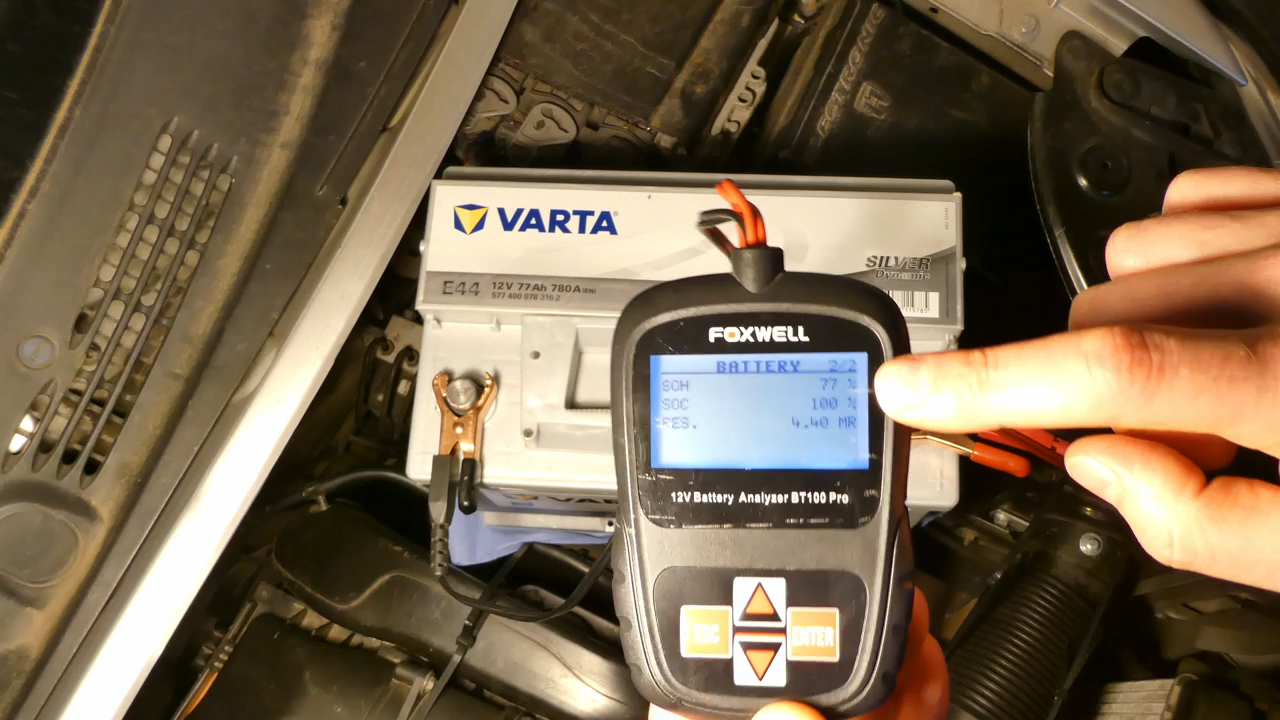 VARTA
SILVER
Dynamic
E44 12V 77Ah 780A (EN)
577 400 078 316 2
FOXWELL
BATTERY 2/2
SOH 77 %
SOC 100 %
RES. 4.40 MR
12V Battery Analyzer BT100 Pro
ESC
ENTER